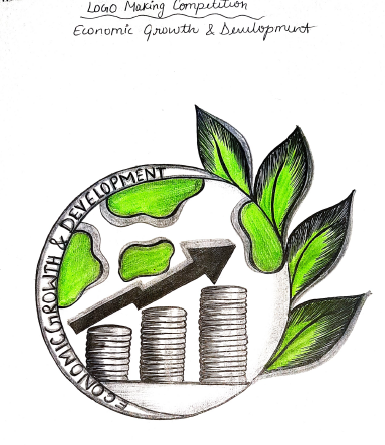 LOGO Making Competition
Economic Growth & Development
ECONOMIC GROWTH & DEVELOPMENT